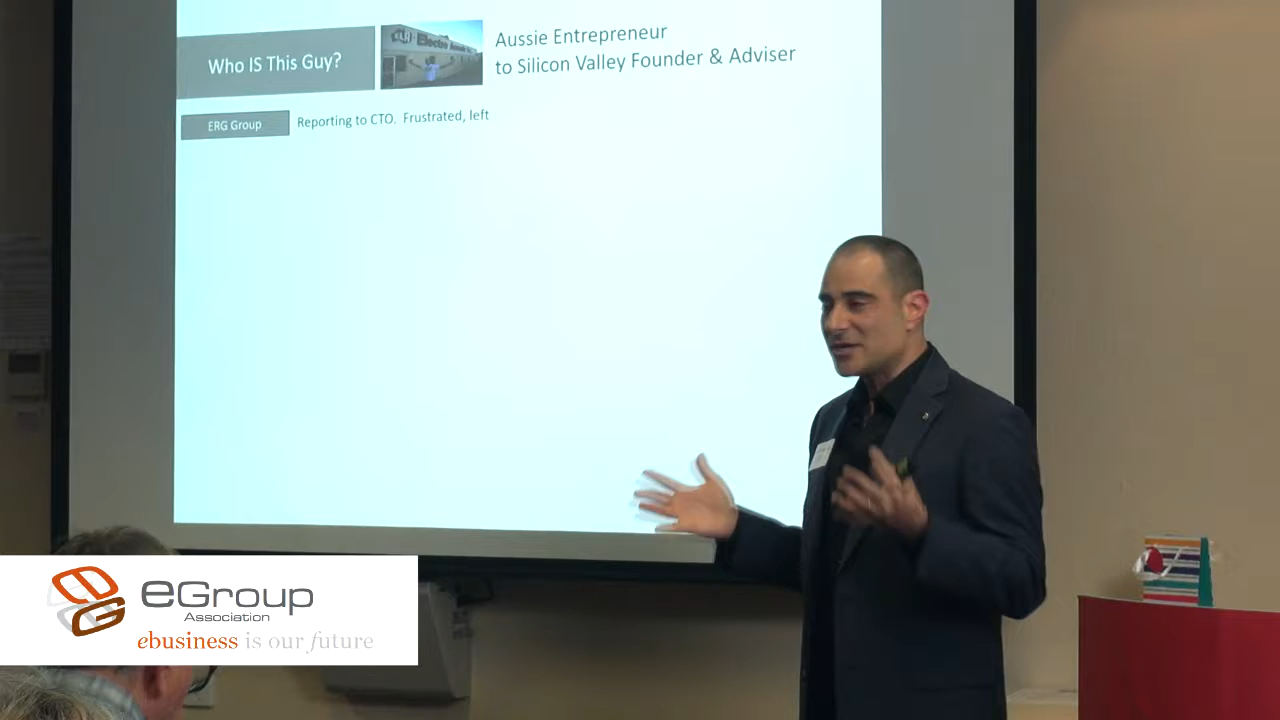 Who IS This Guy?
Aussie Entrepreneur
to Silicon Valley Founder & Adviser
ERG Group
Reporting to CTO. Frustrated, left
eGroup
Association
ebusiness is our future